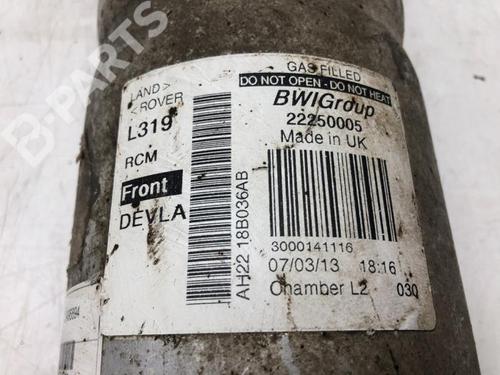 B-PARTS
LAND
ROVER
L319
RCM
Front
DEVLA
AH22 18B036AB
GAS FILLED
DO NOT OPEN - DO NOT HEAT
BWIGroup
22250005
Made in UK
3000141116
07/03/13 18:16
Chamber L2 030